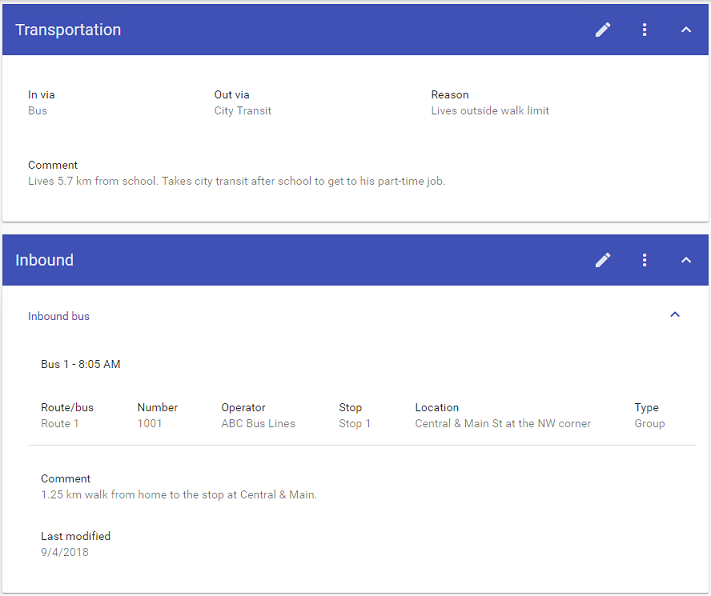 Transportation
In via Out via Reason
Bus City Transit Lives outside walk limit
Comment
Lives 5.7 km from school. Takes city transit after school to get to his part-time job.
Inbound
Inbound bus
Bus 1 - 8:05 AM
Route/bus Number Operator Stop Location Type
Route 1 1001 ABC Bus Lines Stop 1 Central & Main St at the NW corner Group
Comment
1.25 km walk from home to the stop at Central & Main.
Last modified
9/4/2018